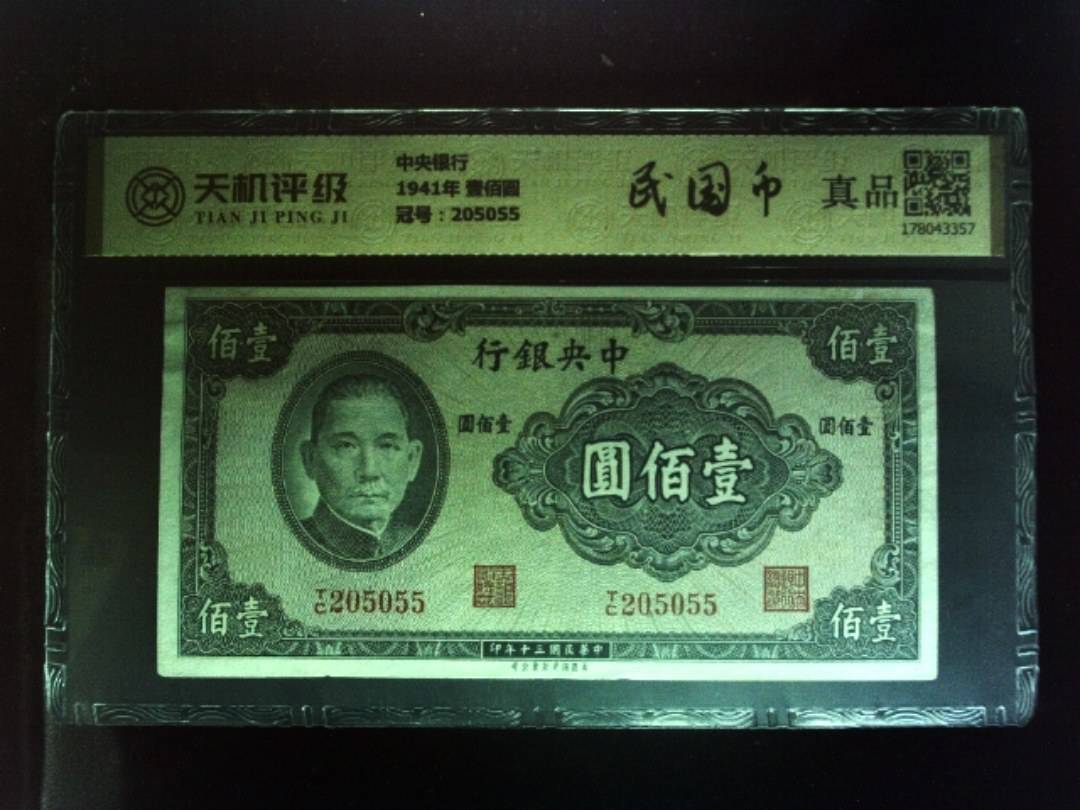 天机评级
TIAN JI PING JI
中央银行
1941年 壹佰圆
冠号：205055
民国币
真品
178043357
佰壹
行銀央中
佰壹
圓佰壹
圓佰壹
圓佰壹
T/C 205055
T/C 205055
佰壹
印年十三國民華中
佰壹